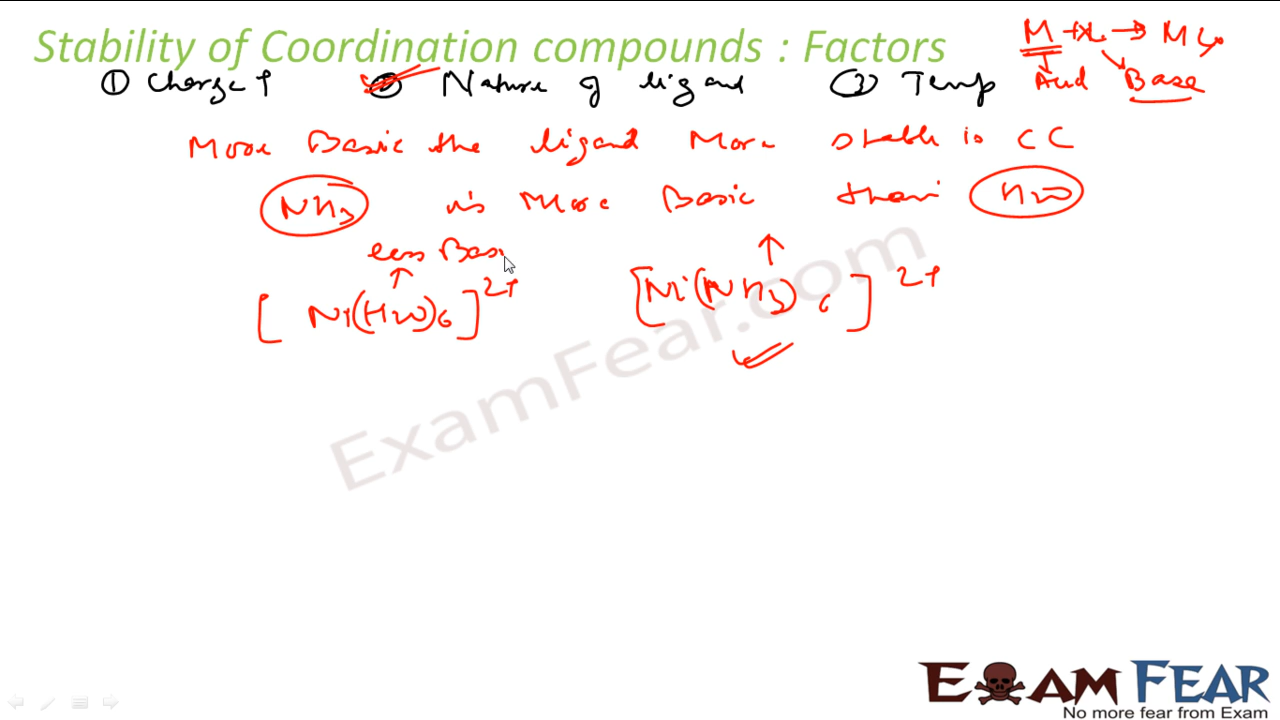 Stability of Coordination compounds : Factors
M + xL → MLx
① Charge ↑ ② Nature of ligand ③ Temp Acid Base
More Basic the ligand More stable is CC
NH3 is More Basic than H2O
less Basi
[Ni(H2O)6]2+ [Ni(NH3)6]2+
ExamFear.com
EXAM FEAR
No more fear from Exam